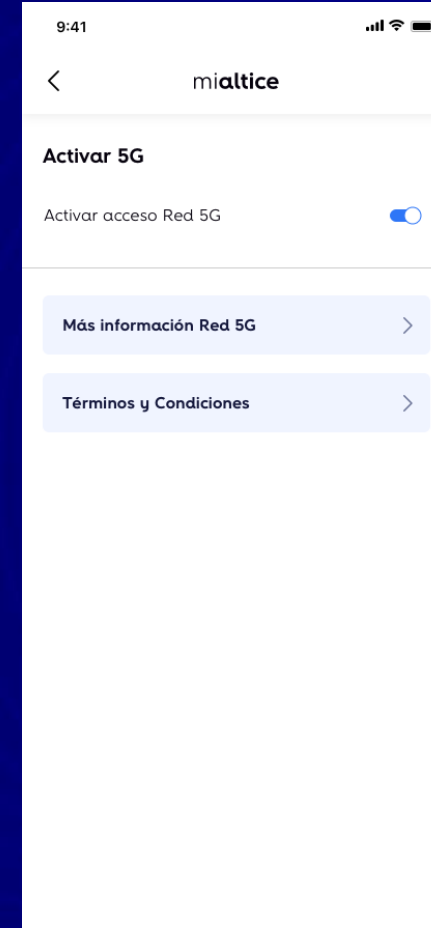 9:41
mialtice
Activar 5G
Activar acceso Red 5G
Más información Red 5G
Términos y Condiciones